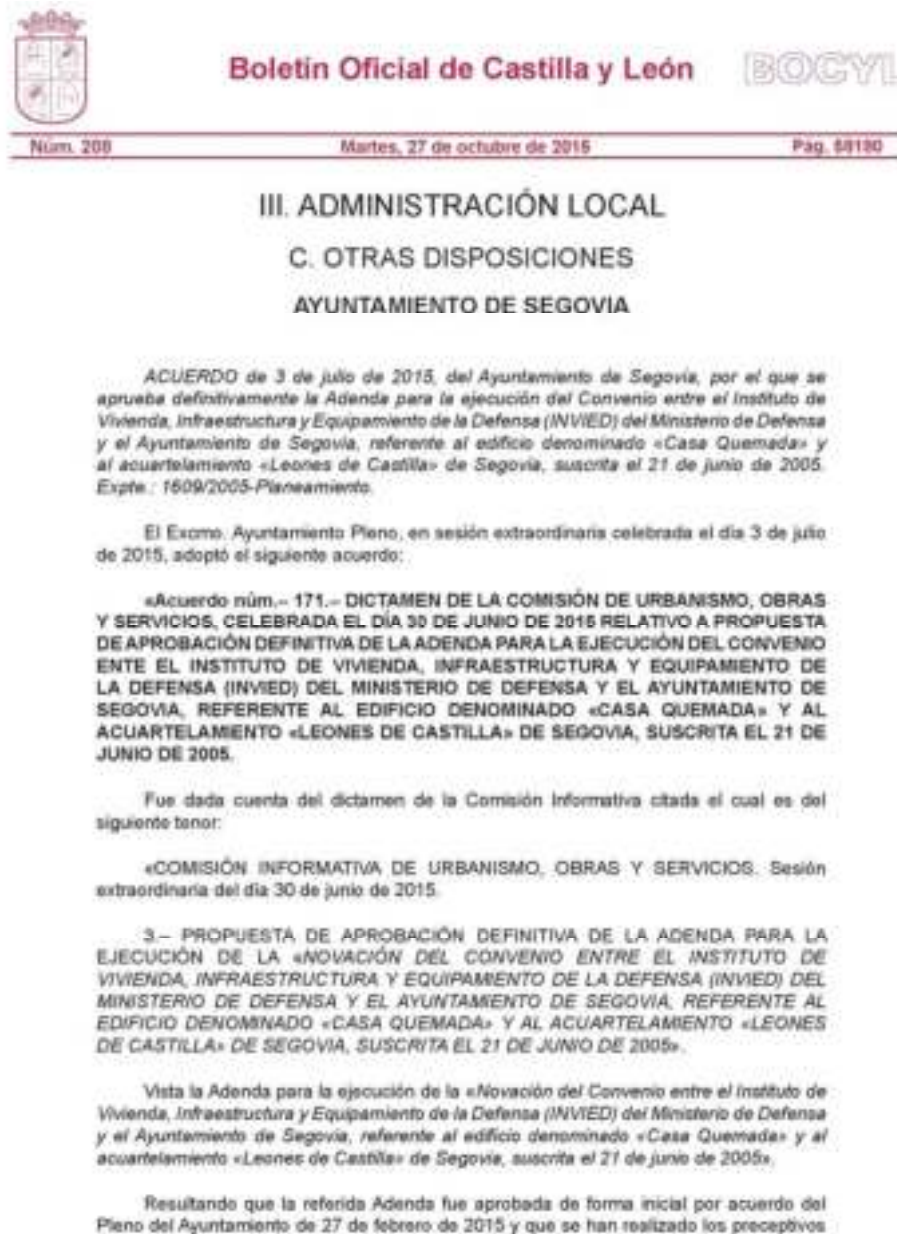 Boletín Oficial de Castilla y León
BOCYL
Núm. 208
Martes, 27 de octubre de 2015
Pág. 58180
III. ADMINISTRACIÓN LOCAL
C. OTRAS DISPOSICIONES
AYUNTAMIENTO DE SEGOVIA
ACUERDO de 3 de julio de 2015, del Ayuntamiento de Segovia, por el que se
aprueba definitivamente la Adenda para la ejecución del Convenio entre el Instituto de
Vivienda, Infraestructura y Equipamiento de la Defensa (INVIED) del Ministerio de Defensa
y el Ayuntamiento de Segovia, referente al edificio denominado «Casa Quemada» y
al acuartelamiento «Leones de Castilla» de Segovia, suscrita el 21 de junio de 2005.
Expte.: 1609/2005-Planeamiento.
El Excmo. Ayuntamiento Pleno, en sesión extraordinaria celebrada el día 3 de julio
de 2015, adoptó el siguiente acuerdo:
«Acuerdo núm.– 171.– DICTAMEN DE LA COMISIÓN DE URBANISMO, OBRAS
Y SERVICIOS, CELEBRADA EL DÍA 30 DE JUNIO DE 2015 RELATIVO A PROPUESTA
DE APROBACIÓN DEFINITIVA DE LA ADENDA PARA LA EJECUCIÓN DEL CONVENIO
ENTE EL INSTITUTO DE VIVIENDA, INFRAESTRUCTURA Y EQUIPAMIENTO DE
LA DEFENSA (INVIED) DEL MINISTERIO DE DEFENSA Y EL AYUNTAMIENTO DE
SEGOVIA, REFERENTE AL EDIFICIO DENOMINADO «CASA QUEMADA» Y AL
ACUARTELAMIENTO «LEONES DE CASTILLA» DE SEGOVIA, SUSCRITA EL 21 DE
JUNIO DE 2005.
Fue dada cuenta del dictamen de la Comisión Informativa citada el cual es del
siguiente tenor:
«COMISIÓN INFORMATIVA DE URBANISMO, OBRAS Y SERVICIOS. Sesión
extraordinaria del día 30 de junio de 2015.
3.– PROPUESTA DE APROBACIÓN DEFINITIVA DE LA ADENDA PARA LA
EJECUCIÓN DE LA «NOVACIÓN DEL CONVENIO ENTRE EL INSTITUTO DE
VIVIENDA, INFRAESTRUCTURA Y EQUIPAMIENTO DE LA DEFENSA (INVIED) DEL
MINISTERIO DE DEFENSA Y EL AYUNTAMIENTO DE SEGOVIA, REFERENTE AL
EDIFICIO DENOMINADO «CASA QUEMADA» Y AL ACUARTELAMIENTO «LEONES
DE CASTILLA» DE SEGOVIA, SUSCRITA EL 21 DE JUNIO DE 2005».
Vista la Adenda para la ejecución de la «Novación del Convenio entre el Instituto de
Vivienda, Infraestructura y Equipamiento de la Defensa (INVIED) del Ministerio de Defensa
y el Ayuntamiento de Segovia, referente al edificio denominado «Casa Quemada» y al
acuartelamiento «Leones de Castilla» de Segovia, suscrita el 21 de junio de 2005».
Resultando que la referida Adenda fue aprobada de forma inicial por acuerdo del
Pleno del Ayuntamiento de 27 de febrero de 2015 y que se han realizado los preceptivos